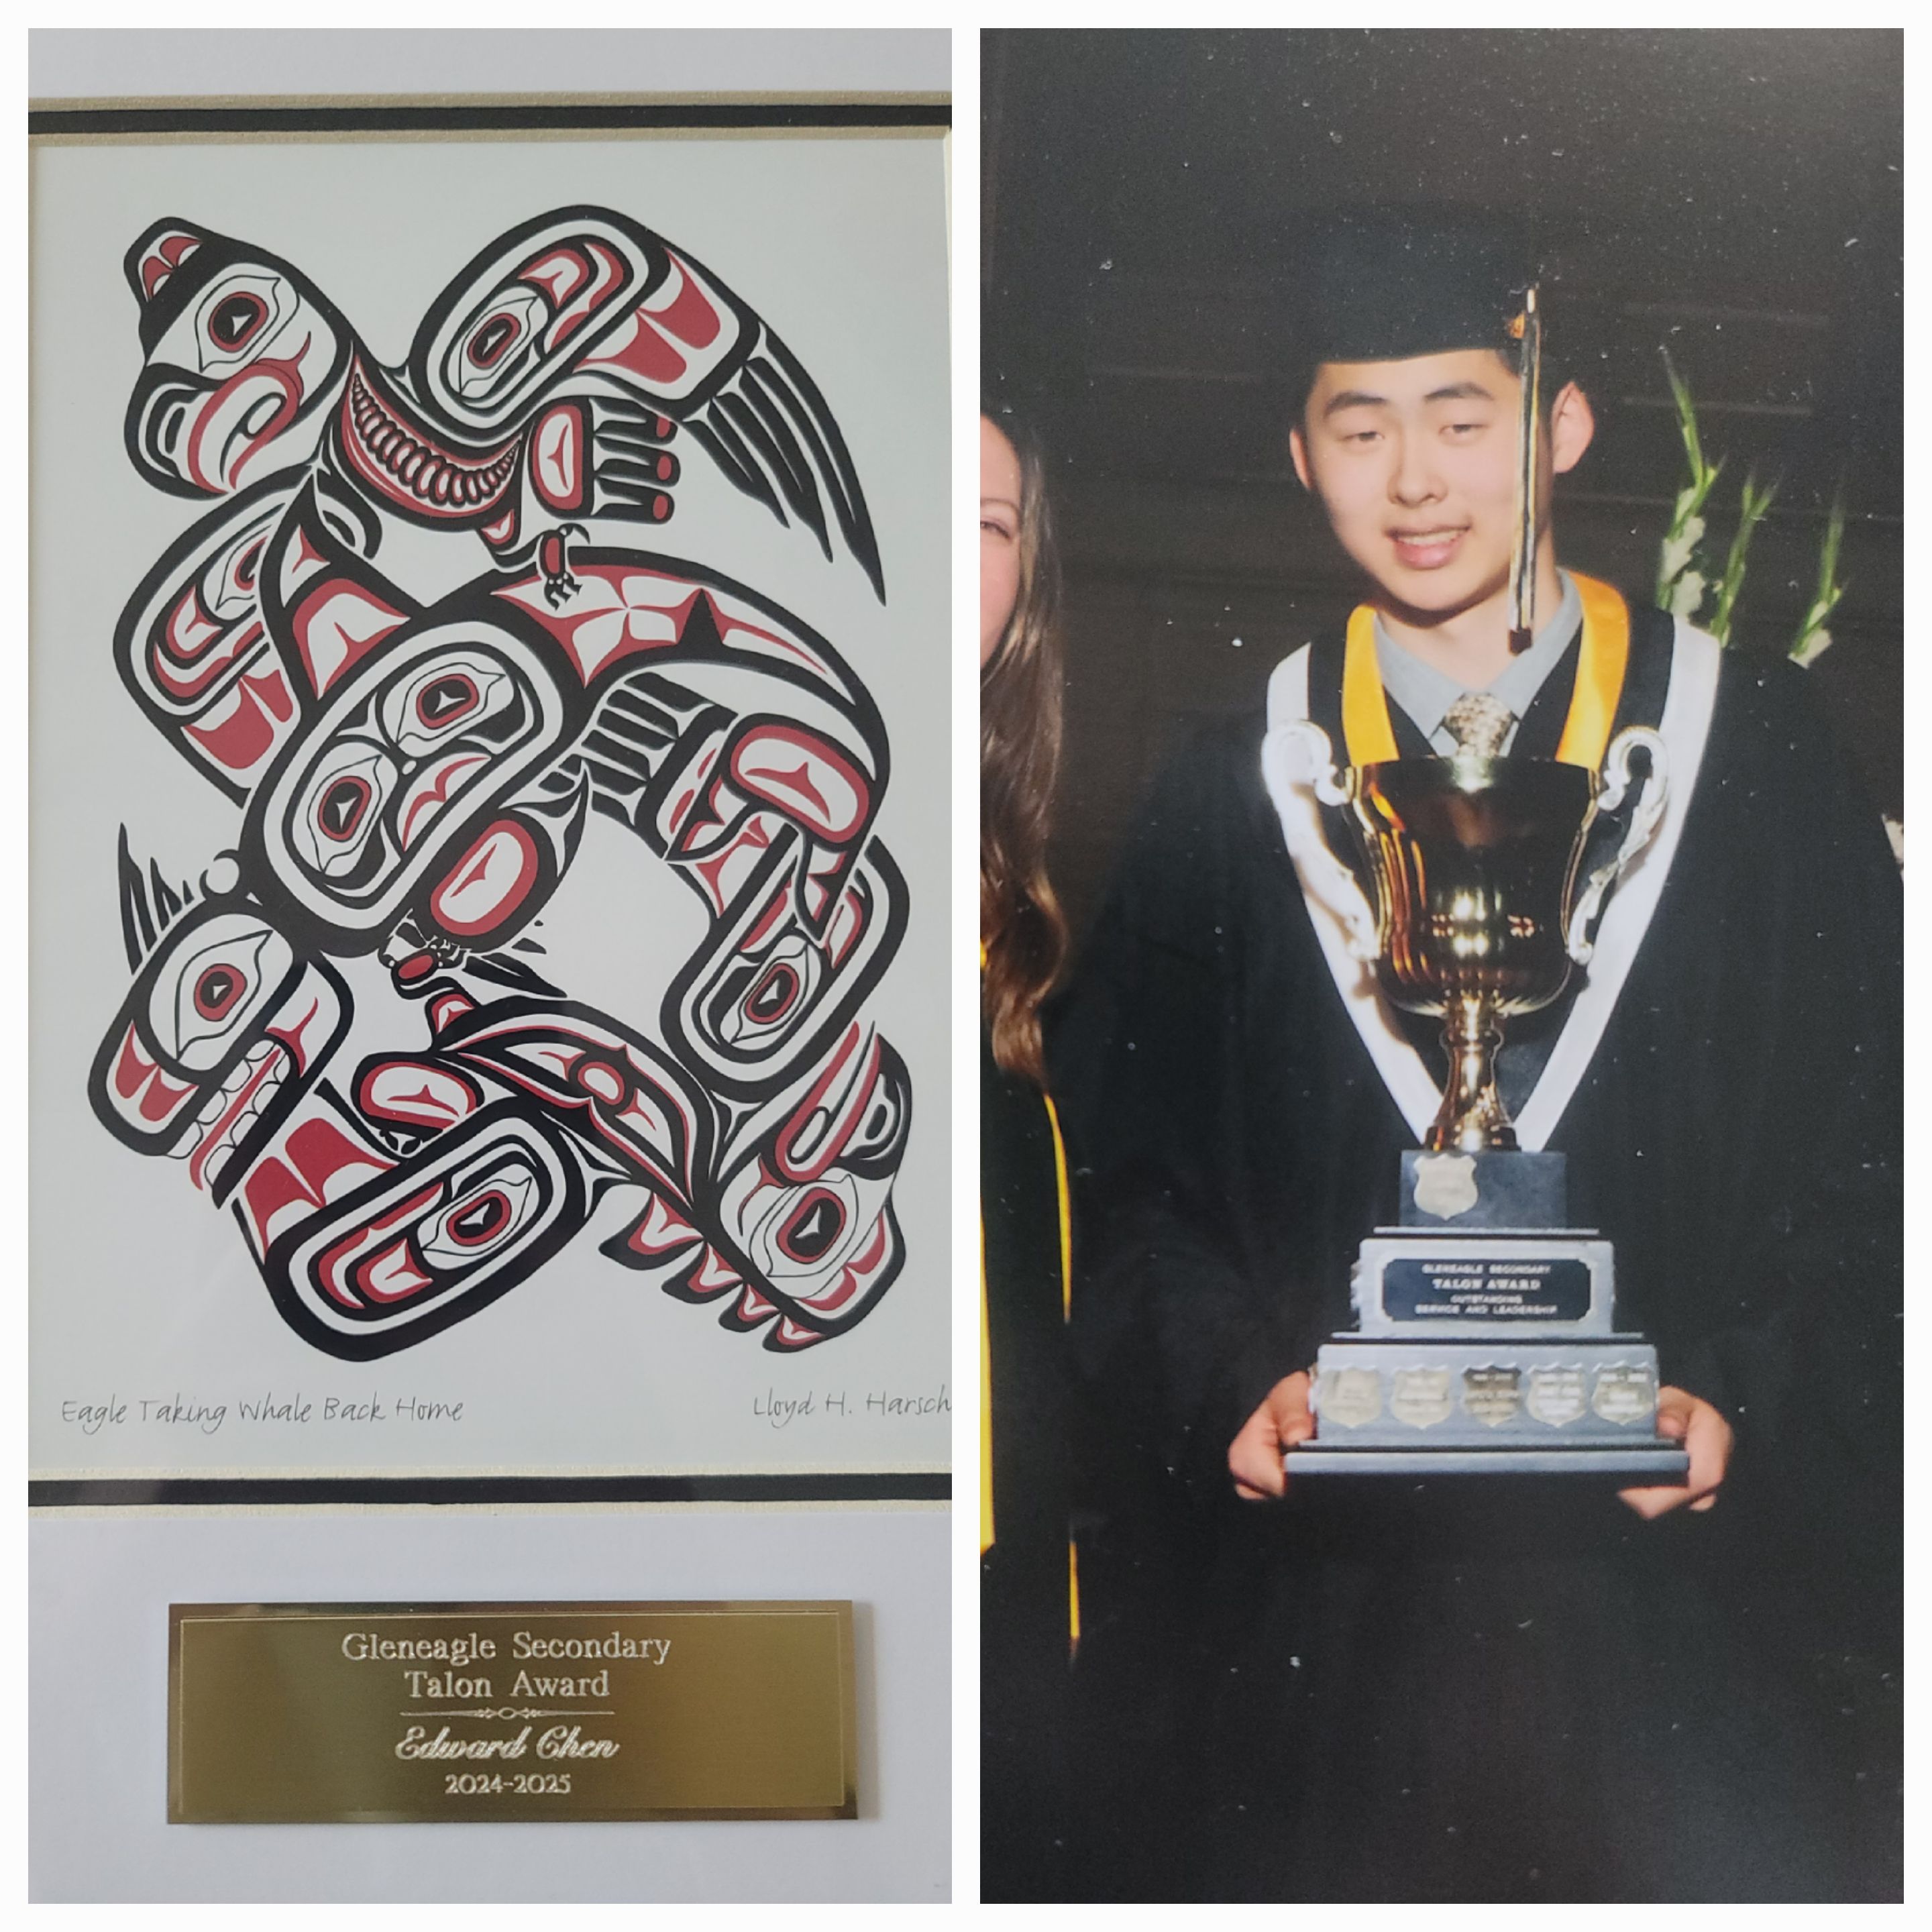 Eagle Taking Whale Back Home
Lloyd H. Harsch
Gleneagle Secondary
Talon Award
Edward Chen
2024-2025
GLENEAGLE SECONDARY
TALON AWARD
OUTSTANDING
SERVICE AND LEADERSHIP